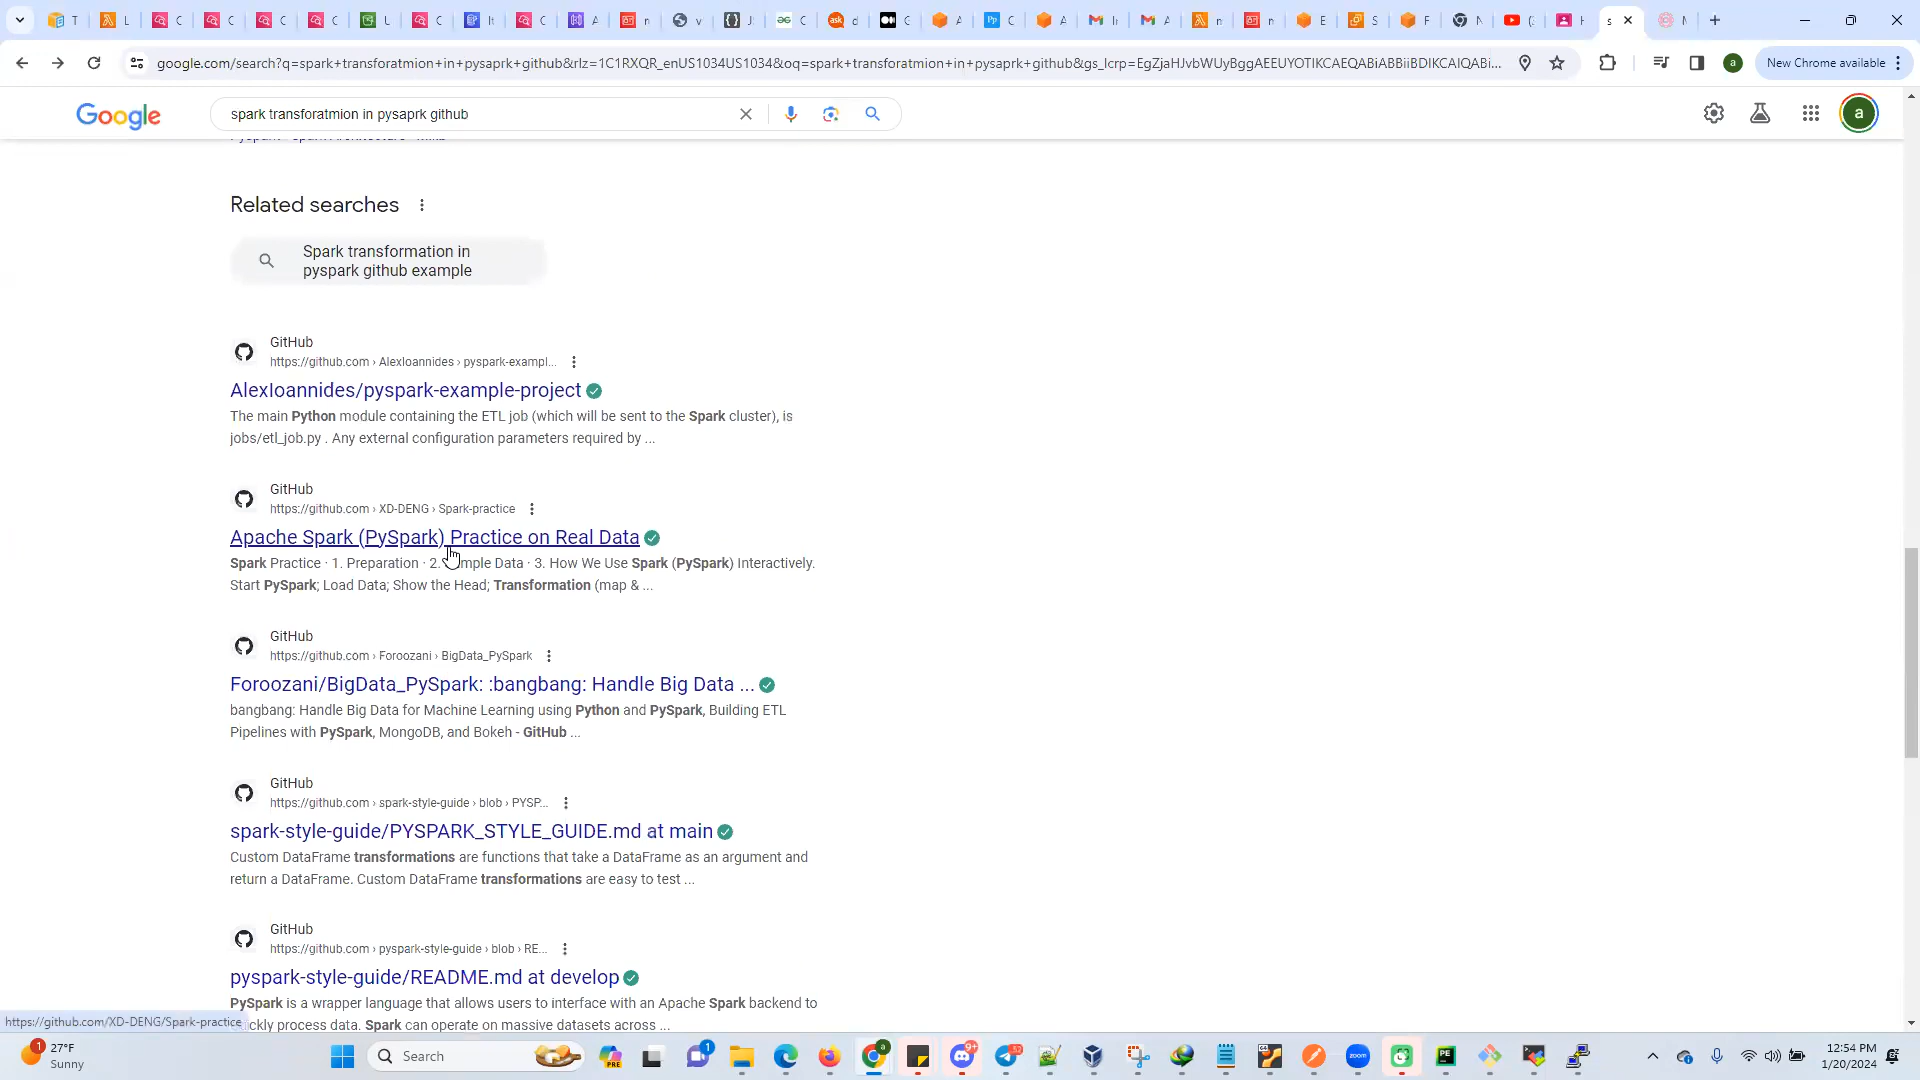 google.com/search?q=spark+transforatmion+in+pysaprk+github&rlz=1C1RXQR_enUS1034US1034&oq=spark+transforatmion+in+pysaprk+github&gs_lcrp=EgZjaHJvbWUyBggAEEUYOTIKCAEQABiABBiiBDIKCAIQABi...
New Chrome available
Google
spark transforatmion in pysaprk github
a
Related searches
Spark transformation in
pyspark github example
GitHub
https://github.com › AlexIoannides › pyspark-exampl...
AlexIoannides/pyspark-example-project
The main Python module containing the ETL job (which will be sent to the Spark cluster), is
jobs/etl_job.py . Any external configuration parameters required by ...
GitHub
https://github.com › XD-DENG › Spark-practice
Apache Spark (PySpark) Practice on Real Data
Spark Practice · 1. Preparation · 2. Sample Data · 3. How We Use Spark (PySpark) Interactively.
Start PySpark; Load Data; Show the Head; Transformation (map & ...
GitHub
https://github.com › Foroozani › BigData_PySpark
Foroozani/BigData_PySpark: :bangbang: Handle Big Data ...
bangbang: Handle Big Data for Machine Learning using Python and PySpark, Building ETL
Pipelines with PySpark, MongoDB, and Bokeh - GitHub ...
GitHub
https://github.com › spark-style-guide › blob › PYSP...
spark-style-guide/PYSPARK_STYLE_GUIDE.md at main
Custom DataFrame transformations are functions that take a DataFrame as an argument and
return a DataFrame. Custom DataFrame transformations are easy to test ...
GitHub
https://github.com › pyspark-style-guide › blob › RE...
pyspark-style-guide/README.md at develop
PySpark is a wrapper language that allows users to interface with an Apache Spark backend to
quickly process data. Spark can operate on massive datasets across ...
https://github.com/XD-DENG/Spark-practice
27°F
Sunny
Search
12:54 PM
1/20/2024